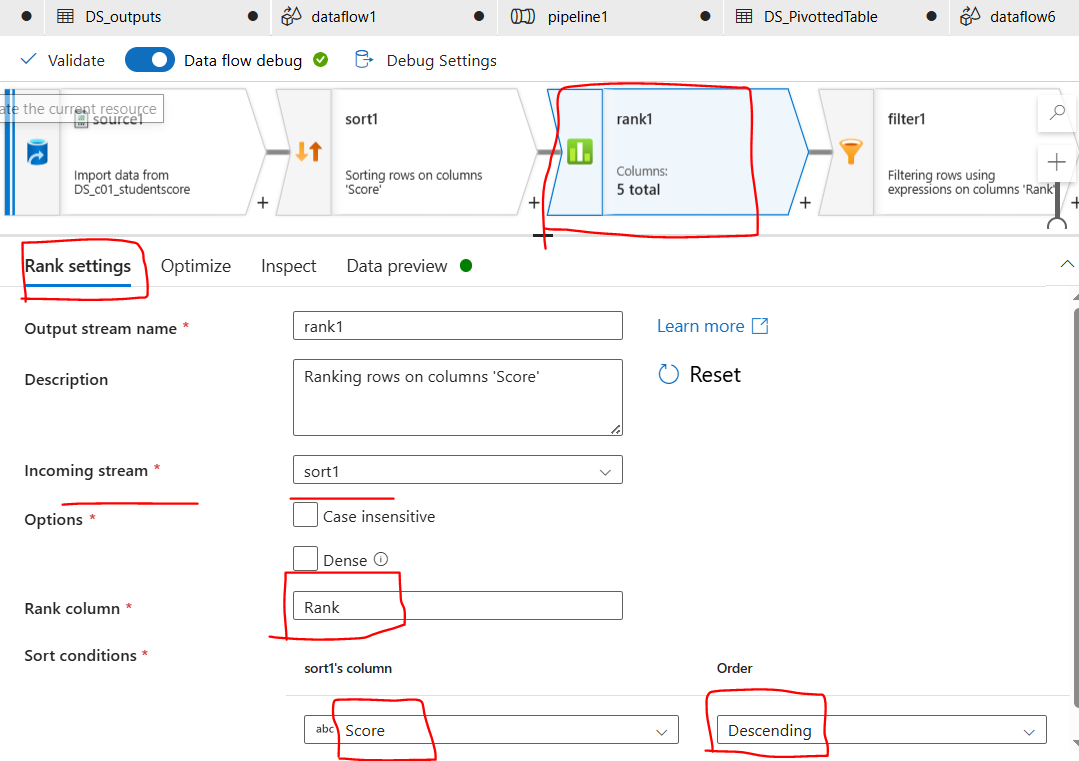 DS_outputs
dataflow1
pipeline1
DS_PivottedTable
dataflow6
Validate
Data flow debug
Debug Settings
ate the current resource
source1
Import data from
DS_c01_studentscore
+
sort1
Sorting rows on columns
'Score'
+
rank1
Columns:
5 total
+
filter1
Filtering rows using
expressions on columns 'Rank'
+
Rank settings
Optimize
Inspect
Data preview
Output stream name *
rank1
Learn more
Description
Ranking rows on columns 'Score'
Reset
Incoming stream *
sort1
Options *
Case insensitive
Dense
Rank column *
Rank
Sort conditions *
sort1's column
Order
abc Score
Descending